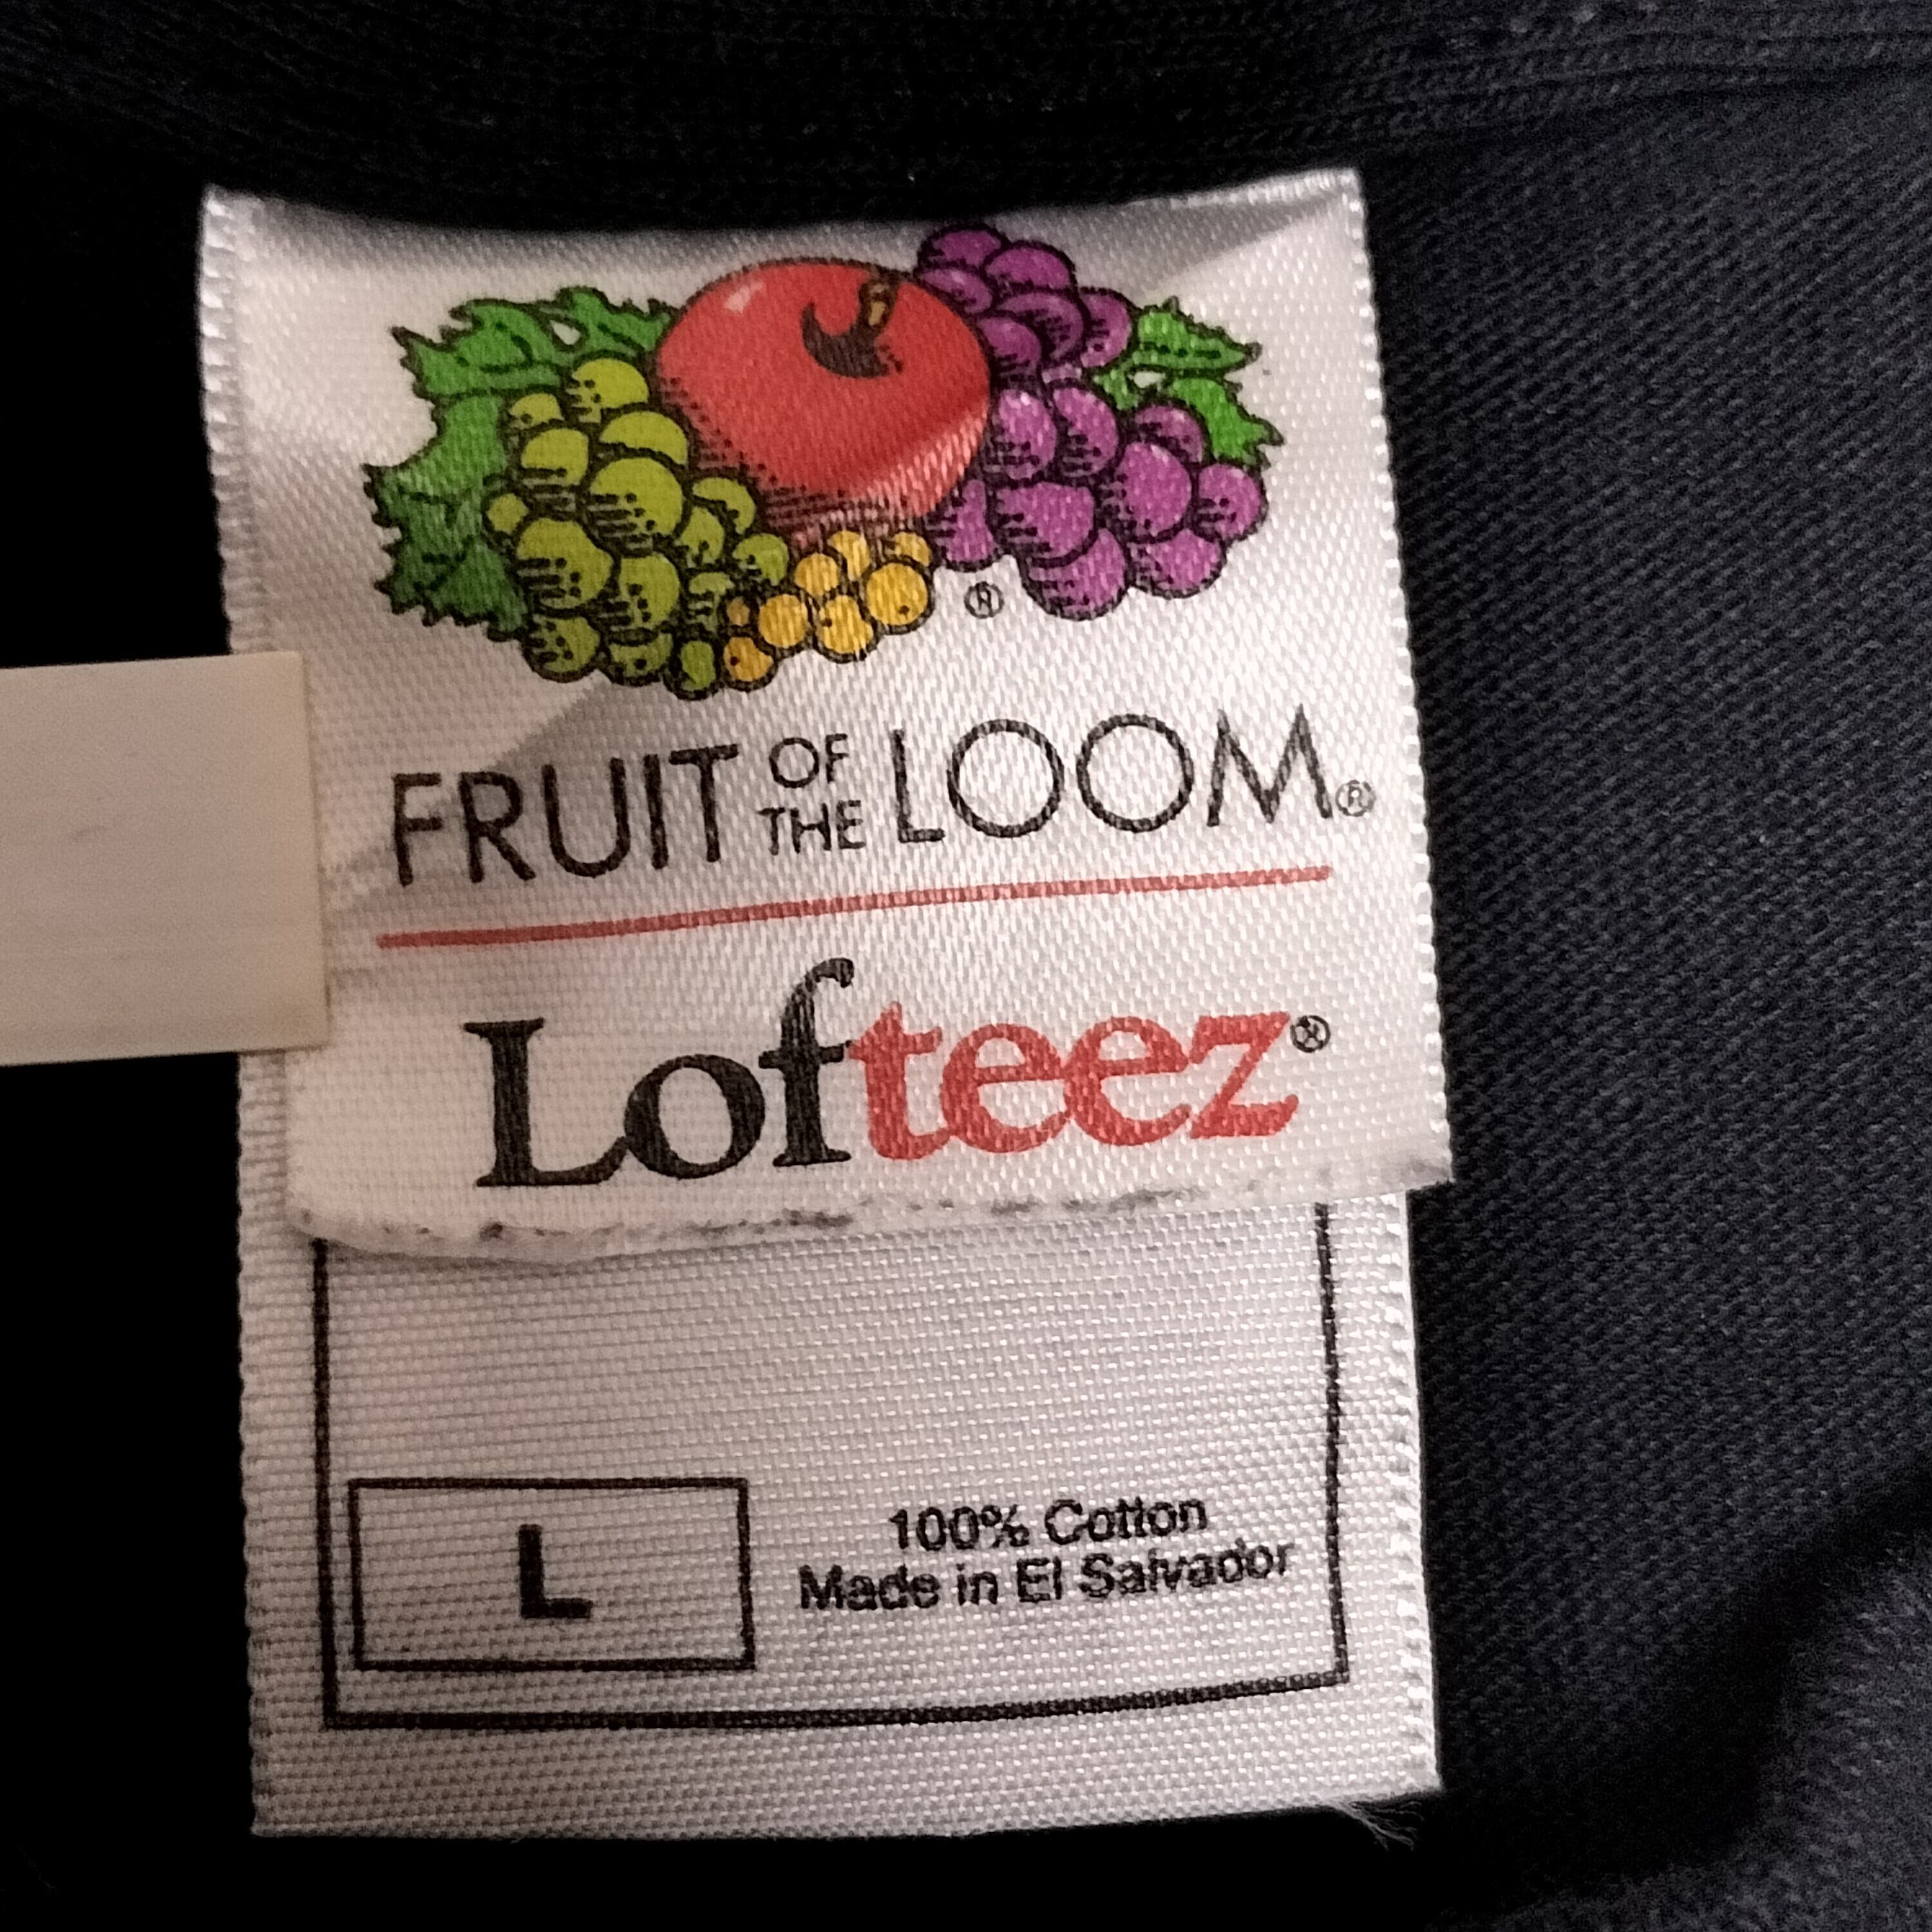 ®
FRUIT OF THE LOOM®
Lofteez®
L
100% Cotton
Made in El Salvador